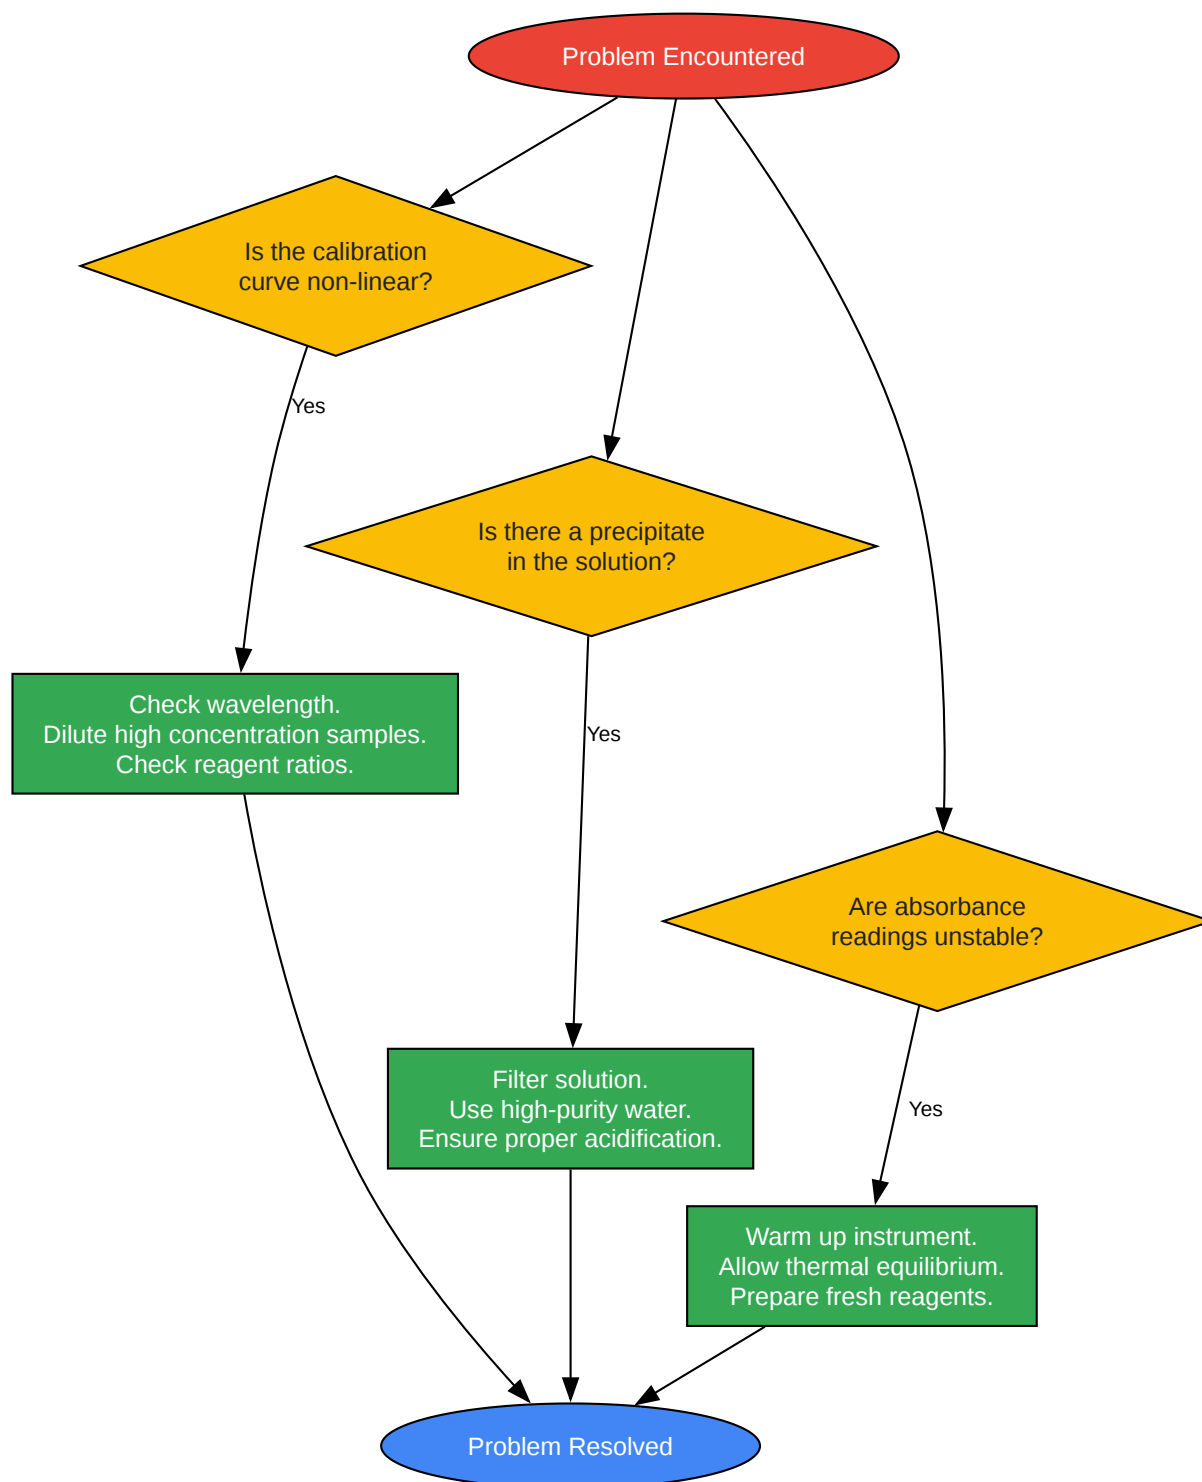 Problem Encountered
Is the calibration
curve non-linear?
Yes
Is there a precipitate
in the solution?
Check wavelength.
Dilute high concentration samples.
Check reagent ratios.
Yes
Are absorbance
readings unstable?
Filter solution.
Use high-purity water.
Ensure proper acidification.
Yes
Warm up instrument.
Allow thermal equilibrium.
Prepare fresh reagents.
Problem Resolved